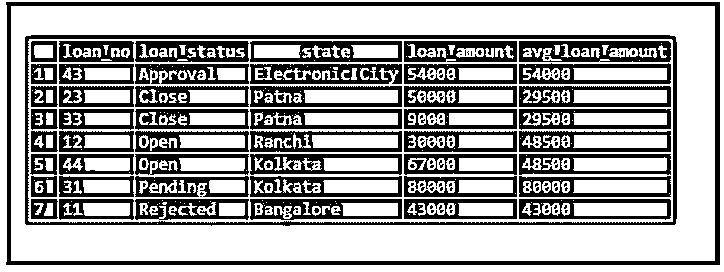 loan_no loan_status state loan_amount avg_loan_amount
1 43 Approval Electronic City 54000 54000
2 23 Close Patna 50000 29500
3 33 Close Patna 9000 29500
4 12 Open Ranchi 30000 48500
5 44 Open Kolkata 67000 48500
6 31 Pending Kolkata 80000 80000
7 11 Rejected Bangalore 43000 43000